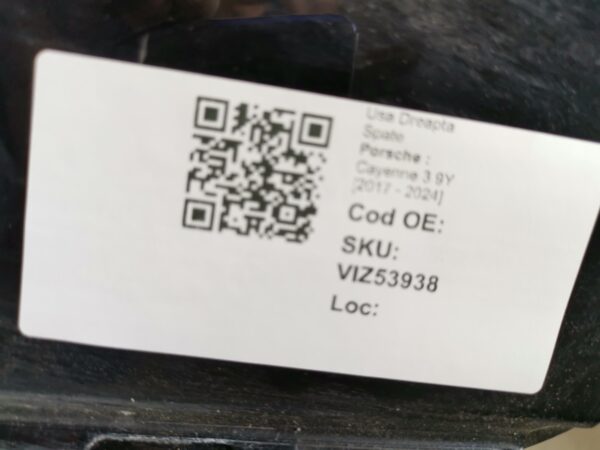 Usa Dreapta
Spate
Porsche :
Cayenne 3 9Y
[2017 - 2024]
Cod OE:
SKU:
VIZ53938
Loc: